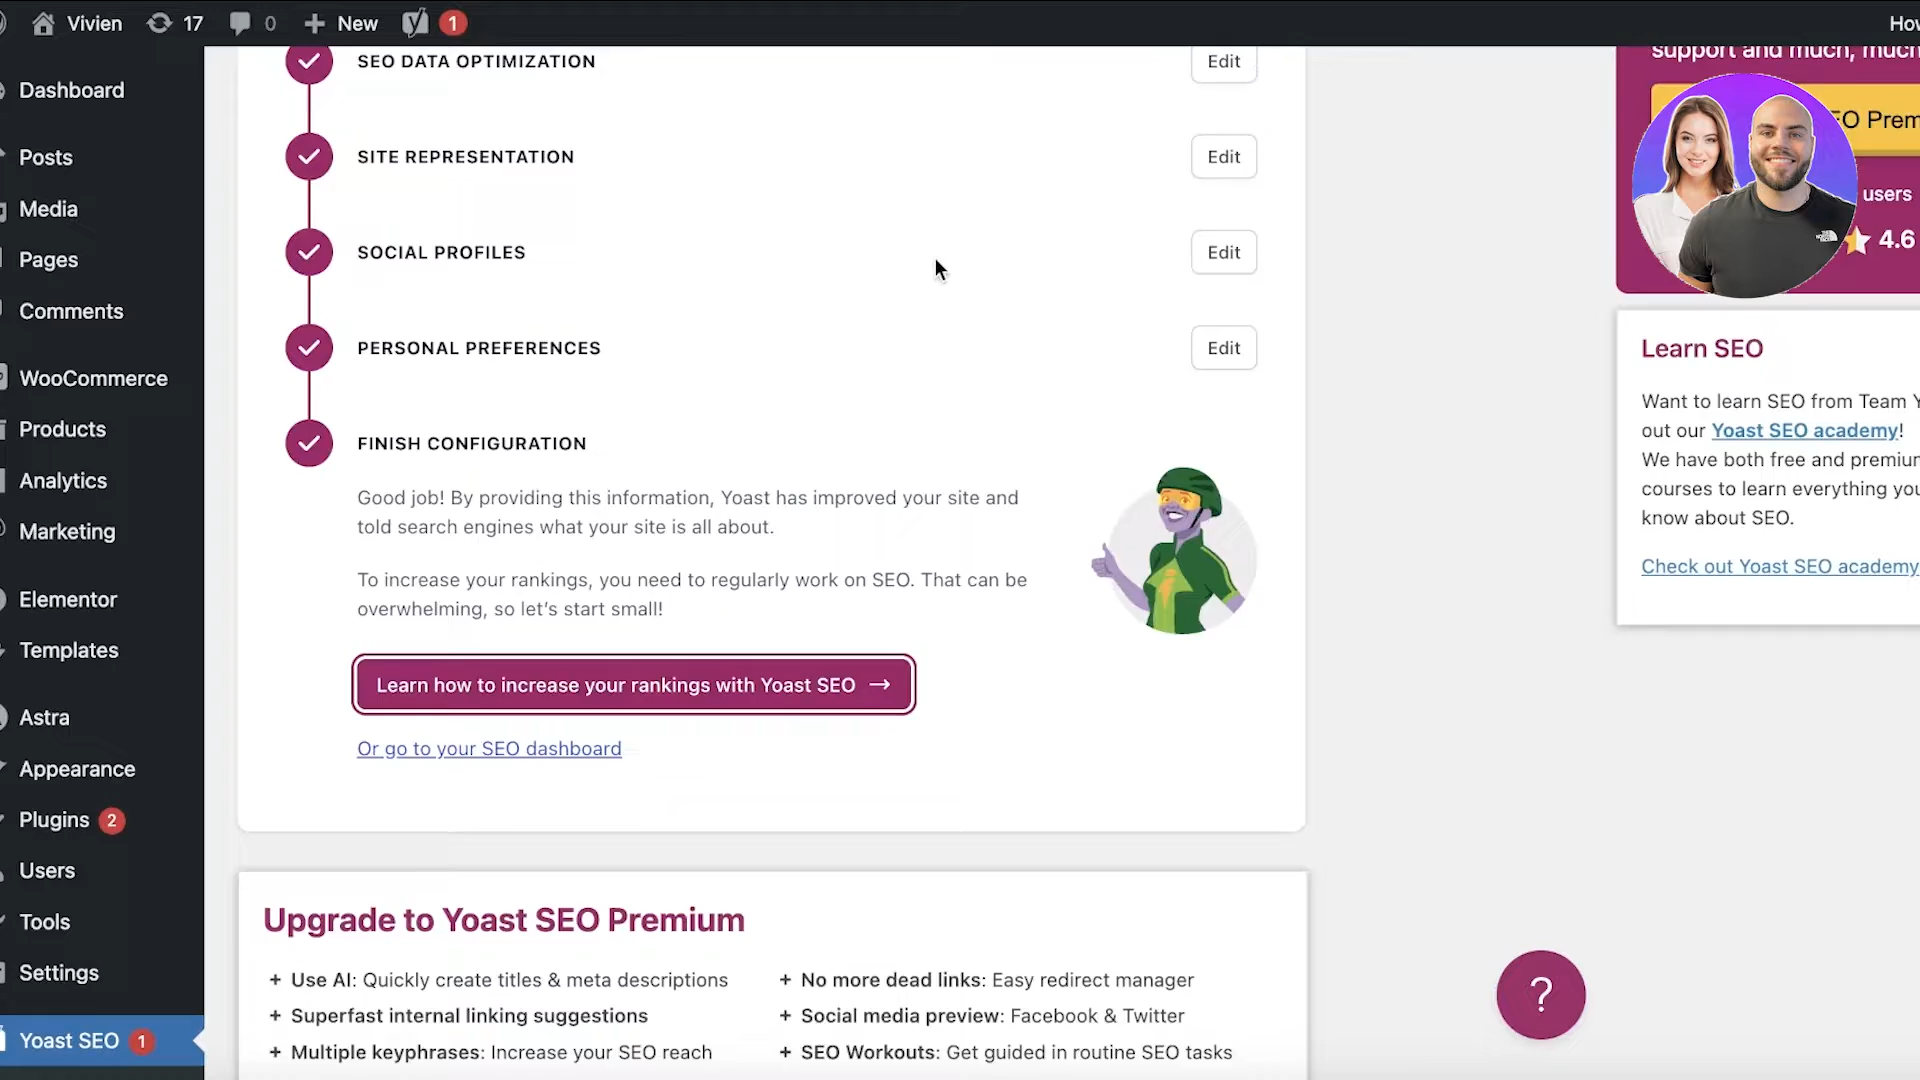 Vivien 17 0 New 1 How
Dashboard
Posts
Media
Pages
Comments
WooCommerce
Products
Analytics
Marketing
Elementor
Templates
Astra
Appearance
Plugins 2
Users
Tools
Settings
Yoast SEO 1
SEO DATA OPTIMIZATION Edit
SITE REPRESENTATION Edit
SOCIAL PROFILES Edit
PERSONAL PREFERENCES Edit
FINISH CONFIGURATION
Good job! By providing this information, Yoast has improved your site and
told search engines what your site is all about.
To increase your rankings, you need to regularly work on SEO. That can be
overwhelming, so let's start small!
Learn how to increase your rankings with Yoast SEO →
Or go to your SEO dashboard
Upgrade to Yoast SEO Premium
+ Use AI: Quickly create titles & meta descriptions
+ Superfast internal linking suggestions
+ Multiple keyphrases: Increase your SEO reach
+ No more dead links: Easy redirect manager
+ Social media preview: Facebook & Twitter
+ SEO Workouts: Get guided in routine SEO tasks
support and much, much
EO Prem
users
4.6
Learn SEO
Want to learn SEO from Team Y
out our Yoast SEO academy!
We have both free and premiun
courses to learn everything you
know about SEO.
Check out Yoast SEO academy
?